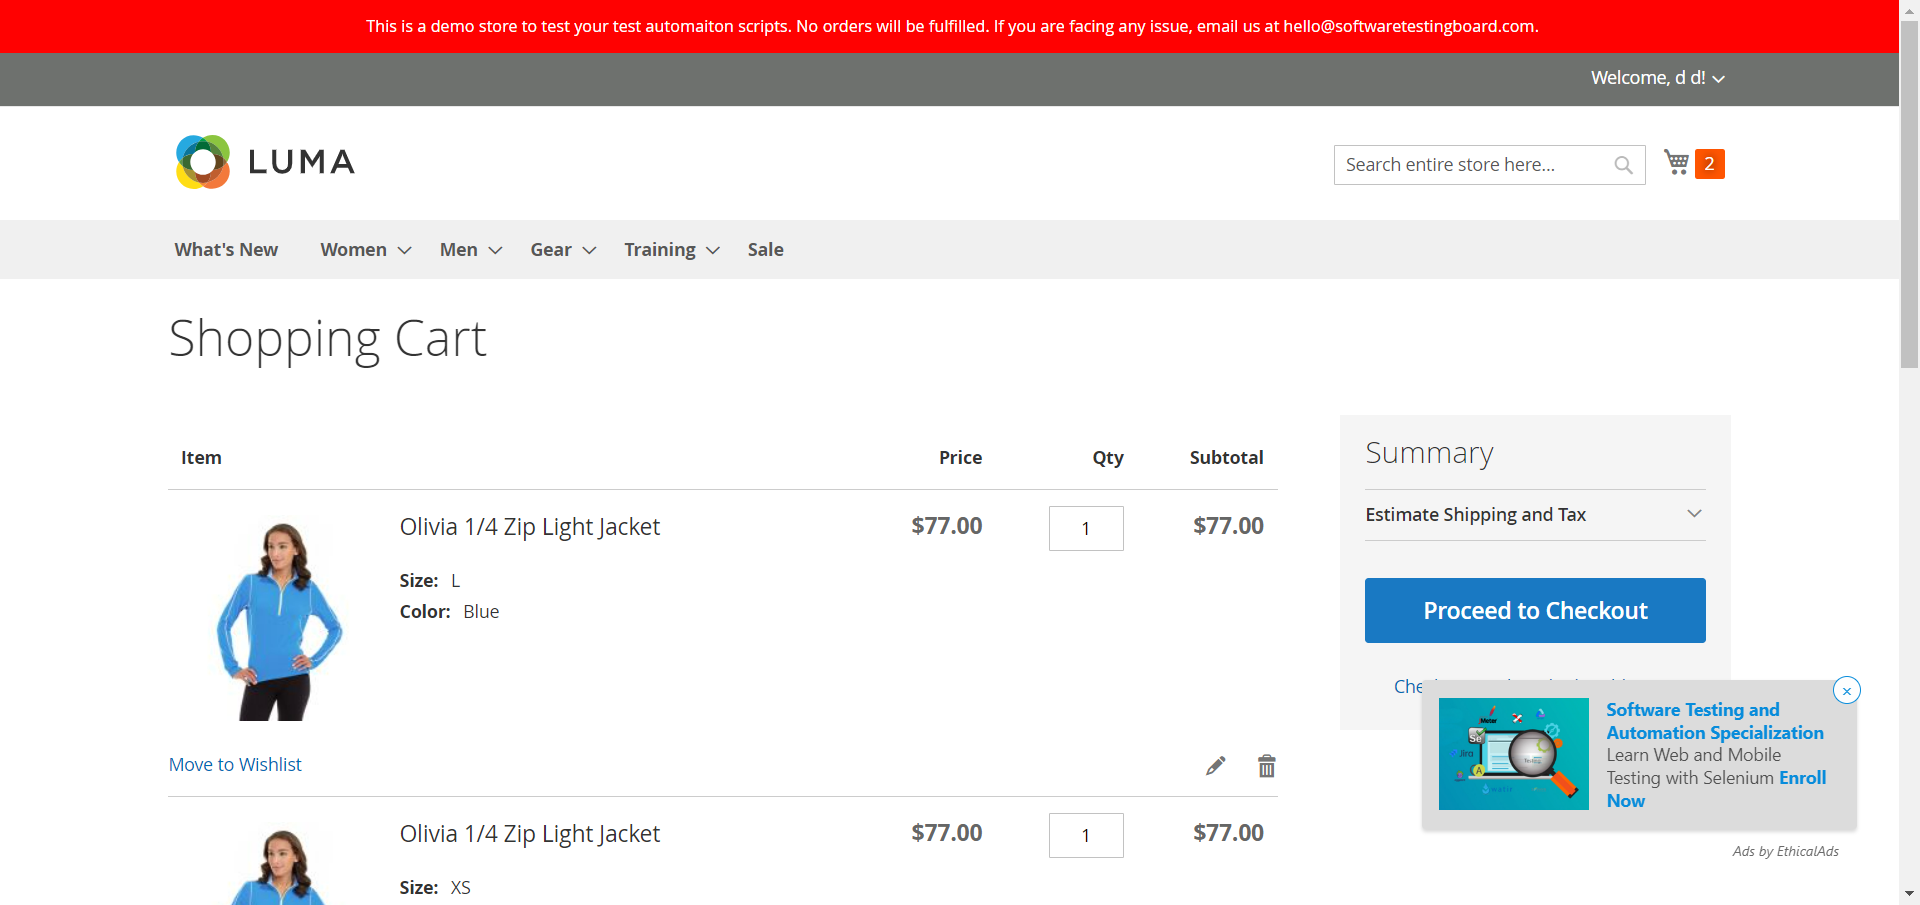 This is a demo store to test your test automaiton scripts. No orders will be fulfilled. If you are facing any issue, email us at hello@softwaretestingboard.com.
Welcome, d d!
LUMA
Search entire store here...
2
What's New
Women
Men
Gear
Training
Sale
Shopping Cart
Item
Price
Qty
Subtotal
Olivia 1/4 Zip Light Jacket
$77.00
1
$77.00
Size: L
Color: Blue
Move to Wishlist
Olivia 1/4 Zip Light Jacket
$77.00
1
$77.00
Size: XS
Summary
Estimate Shipping and Tax
Proceed to Checkout
Software Testing and
Automation Specialization
Learn Web and Mobile
Testing with Selenium Enroll
Now
Ads by EthicalAds